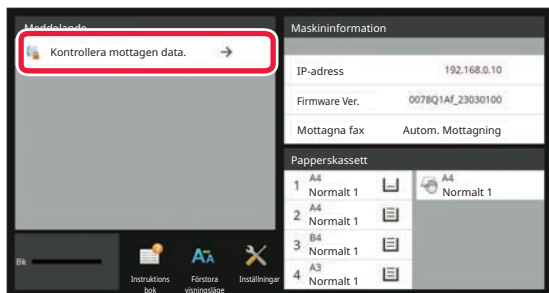 Meddelande
Kontrollera mottagen data.
Bk
Instruktions
bok
Förstora
visningsläge
Inställningar
Maskininformation
IP-adress 192.168.0.10
Firmware Ver. 0078Q1Af_23030100
Mottagna fax Autom. Mottagning
Papperskassett
1 A4
Normalt 1
A4
Normalt 1
2 A4
Normalt 1
3 B4
Normalt 1
4 A3
Normalt 1